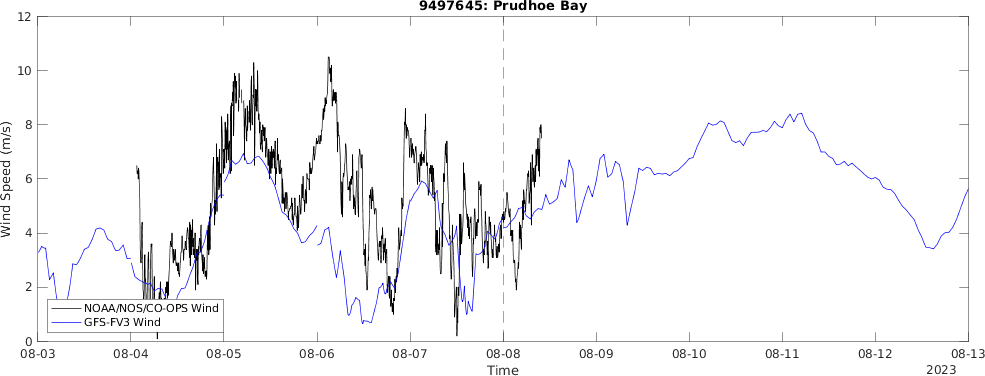 9497645: Prudhoe Bay
Wind Speed (m/s)
12
10
8
6
4
2
0
NOAA/NOS/CO-OPS Wind
GFS-FV3 Wind
08-03 08-04 08-05 08-06 08-07 08-08 08-09 08-10 08-11 08-12 08-13
Time
2023